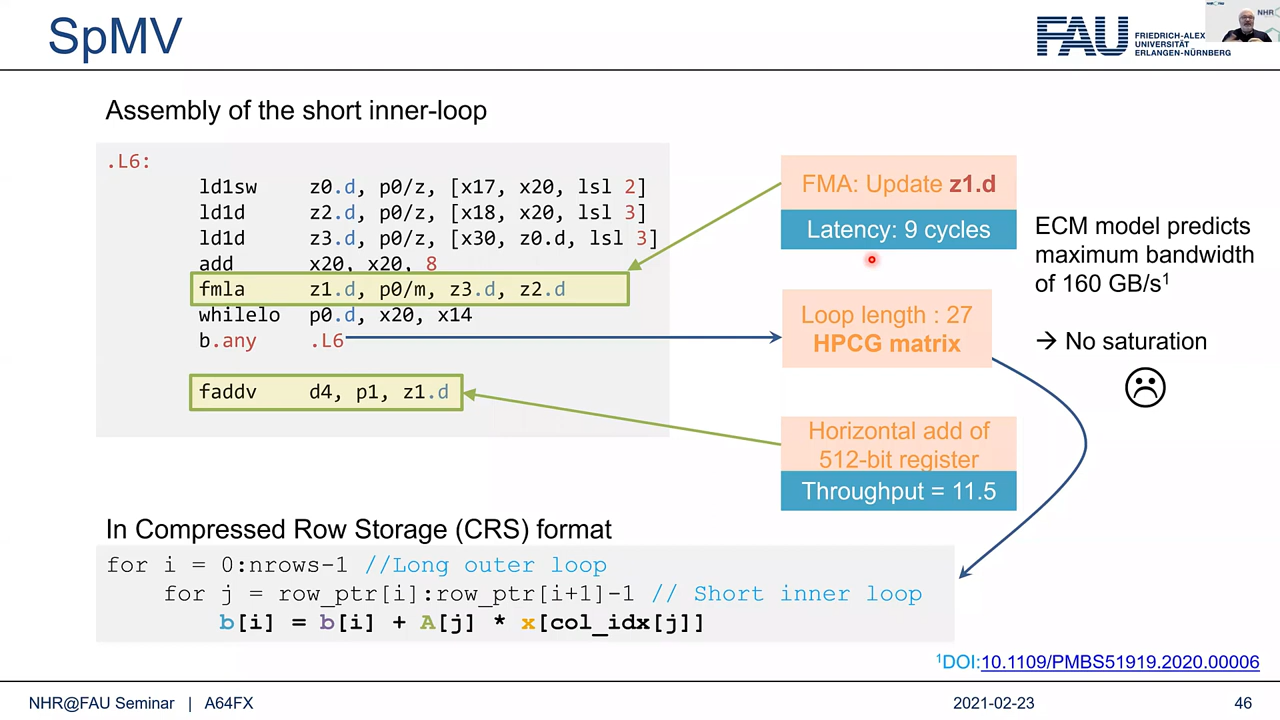 SpMV
FAU
FRIEDRICH-ALEX
UNIVERSITÄT
ERLANGEN-NÜRNBERG
NHR
Assembly of the short inner-loop
.L6:
ld1sw z0.d, p0/z, [x17, x20, lsl 2]
ld1d z2.d, p0/z, [x18, x20, lsl 3]
ld1d z3.d, p0/z, [x30, z0.d, lsl 3]
add x20, x20, 8
fmla z1.d, p0/m, z3.d, z2.d
whilelo p0.d, x20, x14
b.any .L6
faddv d4, p1, z1.d
FMA: Update z1.d
Latency: 9 cycles
Loop length : 27
HPCG matrix
Horizontal add of
512-bit register
Throughput = 11.5
ECM model predicts
maximum bandwidth
of 160 GB/s¹
→ No saturation
In Compressed Row Storage (CRS) format
for i = 0:nrows-1 //Long outer loop
for j = row_ptr[i]:row_ptr[i+1]-1 // Short inner loop
b[i] = b[i] + A[j] * x[col_idx[j]]
¹DOI:10.1109/PMBS51919.2020.00006
NHR@FAU Seminar | A64FX
2021-02-23
46